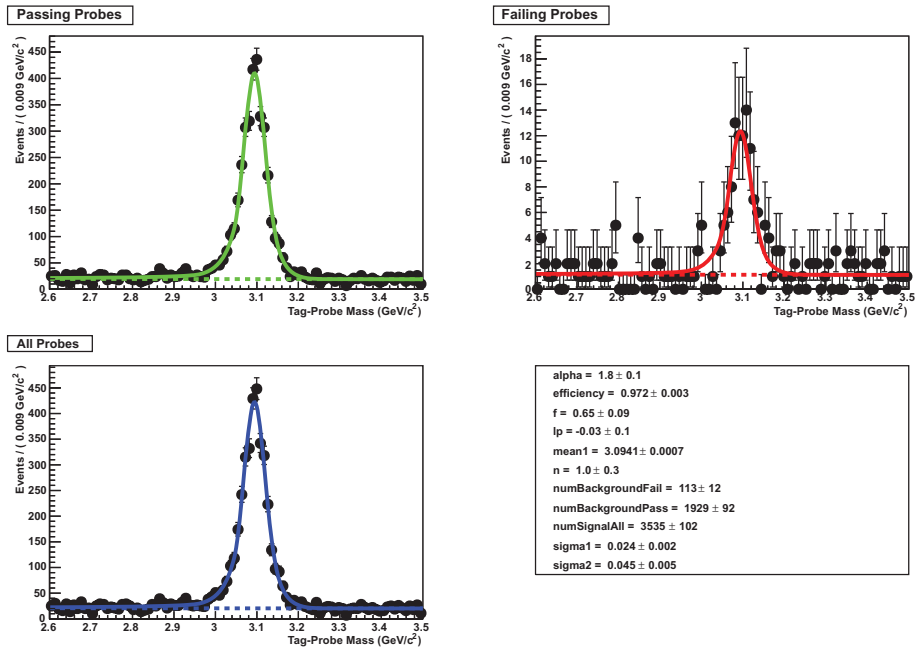 Passing Probes
Events / ( 0.009 GeV/c²)
450
400
350
300
250
200
150
100
50
0
2.6 2.7 2.8 2.9 3 3.1 3.2 3.3 3.4 3.5
Tag-Probe Mass (GeV/c²)
Failing Probes
Events / ( 0.009 GeV/c²)
18
16
14
12
10
8
6
4
2
0
2.6 2.7 2.8 2.9 3 3.1 3.2 3.3 3.4 3.5
Tag-Probe Mass (GeV/c²)
All Probes
Events / ( 0.009 GeV/c²)
450
400
350
300
250
200
150
100
50
0
2.6 2.7 2.8 2.9 3 3.1 3.2 3.3 3.4 3.5
Tag-Probe Mass (GeV/c²)
alpha = 1.8 ± 0.1
efficiency = 0.972 ± 0.003
f = 0.65 ± 0.09
lp = -0.03 ± 0.1
mean1 = 3.0941 ± 0.0007
n = 1.0 ± 0.3
numBackgroundFail = 113 ± 12
numBackgroundPass = 1929 ± 92
numSignalAll = 3535 ± 102
sigma1 = 0.024 ± 0.002
sigma2 = 0.045 ± 0.005